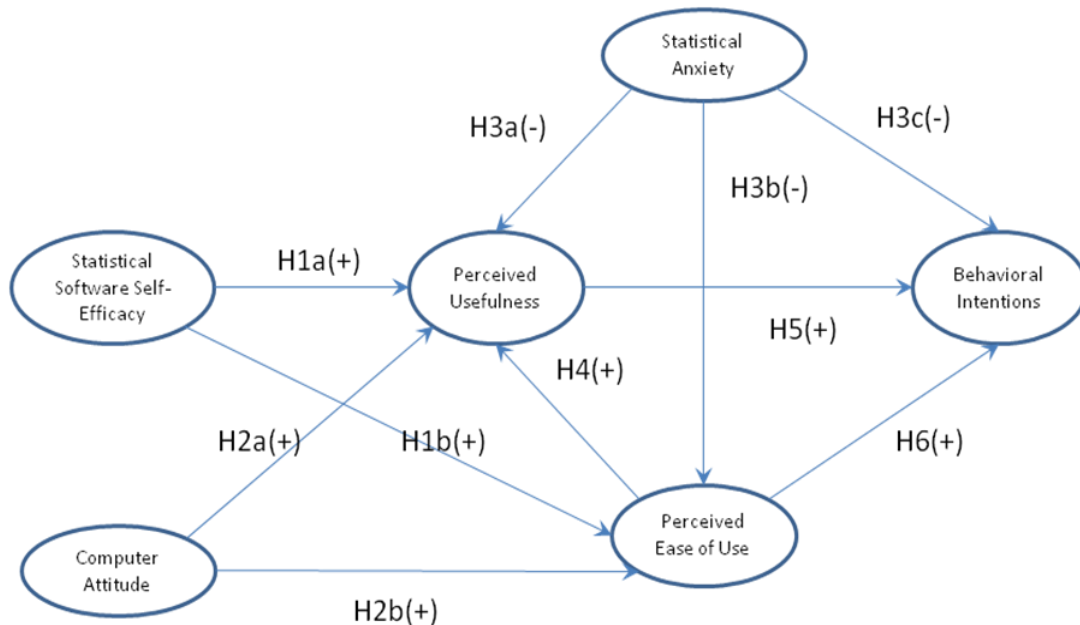 Statistical
Anxiety
H3a(-)
H3c(-)
H3b(-)
Statistical
Software Self-
Efficacy
H1a(+)
Perceived
Usefulness
Behavioral
Intentions
H5(+)
H4(+)
H2a(+)
H1b(+)
H6(+)
Perceived
Ease of Use
Computer
Attitude
H2b(+)